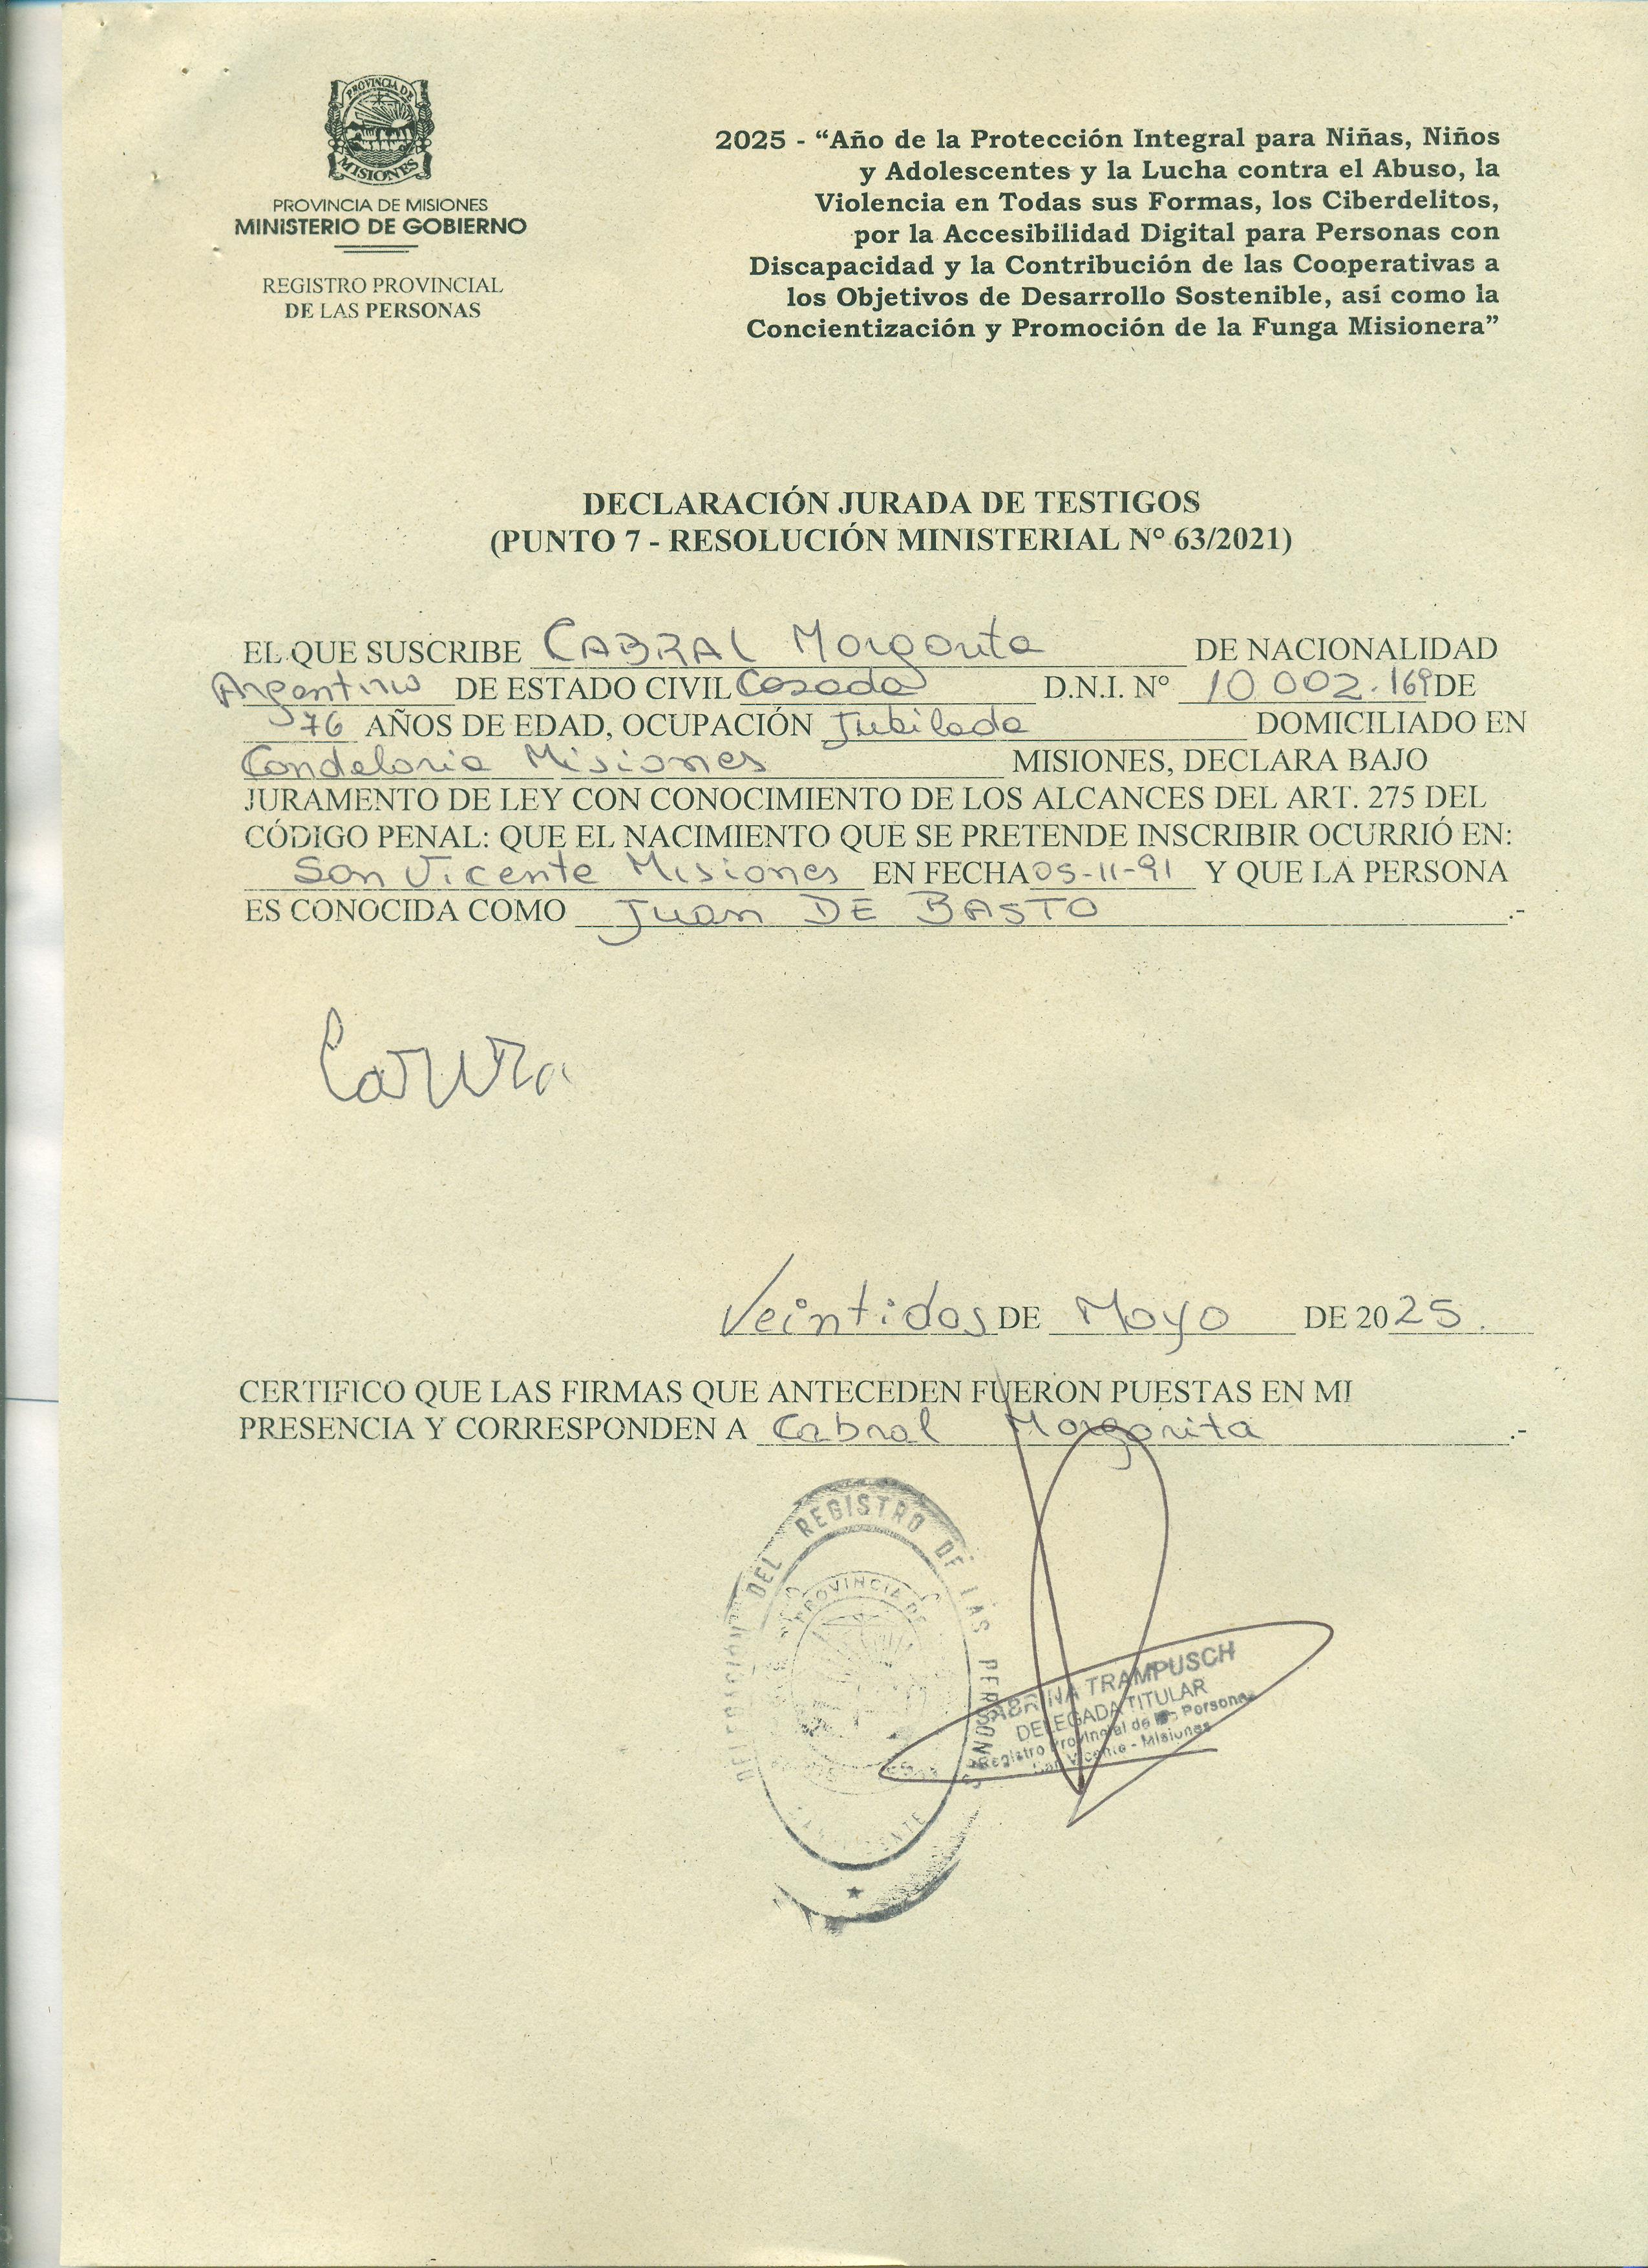 PROVINCIA DE
MISIONES
PROVINCIA DE MISIONES
MINISTERIO DE GOBIERNO
REGISTRO PROVINCIAL
DE LAS PERSONAS
2025 - “Año de la Protección Integral para Niñas, Niños
y Adolescentes y la Lucha contra el Abuso, la
Violencia en Todas sus Formas, los Ciberdelitos,
por la Accesibilidad Digital para Personas con
Discapacidad y la Contribución de las Cooperativas a
los Objetivos de Desarrollo Sostenible, así como la
Concientización y Promoción de la Funga Misionera”
DECLARACIÓN JURADA DE TESTIGOS
(PUNTO 7 - RESOLUCIÓN MINISTERIAL N° 63/2021)
EL QUE SUSCRIBE CABRAL Margarita DE NACIONALIDAD
Argentina DE ESTADO CIVIL Casada D.N.I. N° 10.002.169 DE
76 AÑOS DE EDAD, OCUPACIÓN Jubilada DOMICILIADO EN
Candelaria Misiones MISIONES, DECLARA BAJO
JURAMENTO DE LEY CON CONOCIMIENTO DE LOS ALCANCES DEL ART. 275 DEL
CÓDIGO PENAL: QUE EL NACIMIENTO QUE SE PRETENDE INSCRIBIR OCURRIÓ EN:
San Vicente Misiones EN FECHA 05-11-91 Y QUE LA PERSONA
ES CONOCIDA COMO Juan DE BASTO .-
Veintidos DE Mayo DE 2025.
CERTIFICO QUE LAS FIRMAS QUE ANTECEDEN FUERON PUESTAS EN MI
PRESENCIA Y CORRESPONDEN A Cabral Margarita .-
DEL REGISTRO DE LAS PERSONAS
PROVINCIA DE
SABRINA TRAMPUSCH
DELEGADA TITULAR
Registro Provincial de las Personas
San Vicente - Misiones